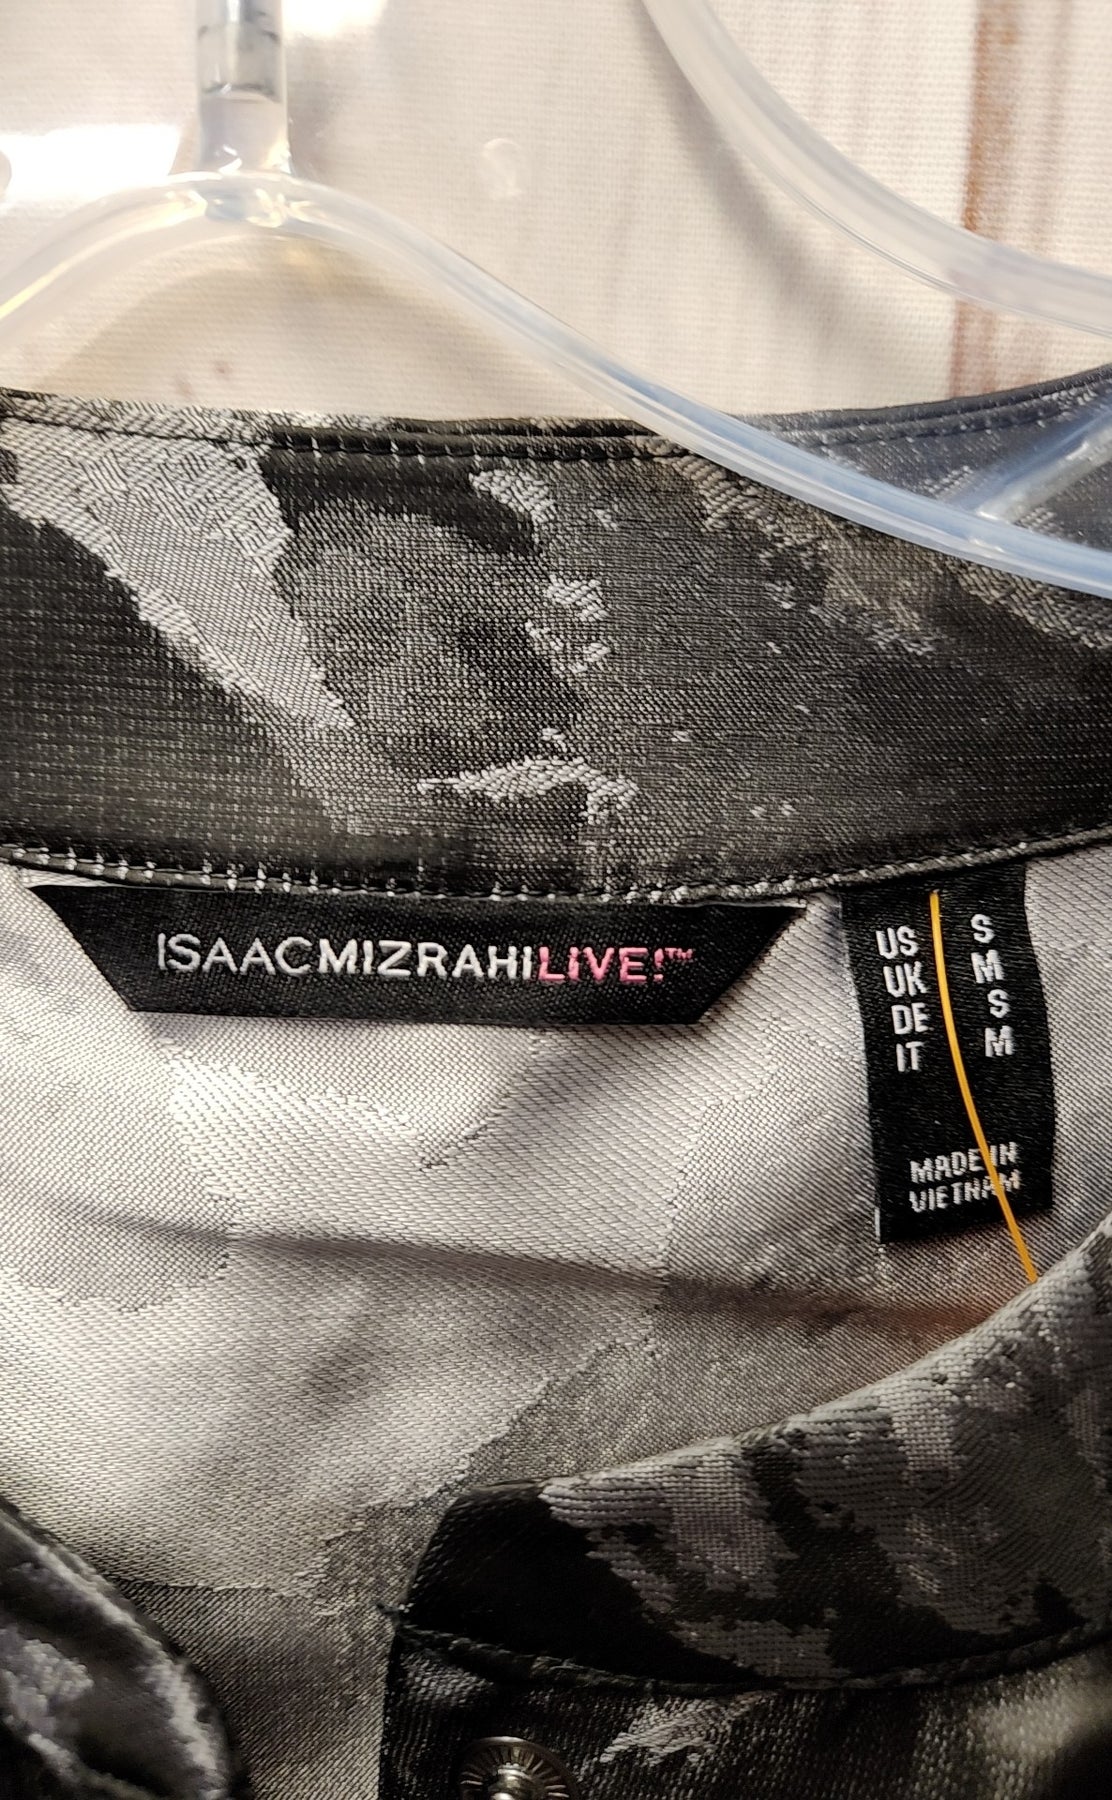 ISAACMIZRAHILIVE!™
US S
UK M
DE S
IT M
MADE IN
VIETNAM